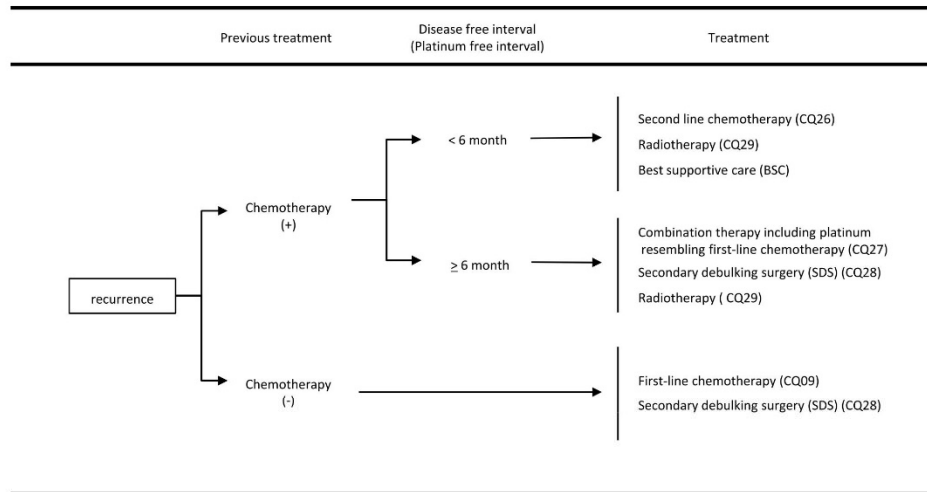 Previous treatment
Disease free interval
(Platinum free interval)
Treatment
Second line chemotherapy (CQ26)
< 6 month
Radiotherapy (CQ29)
Best supportive care (BSC)
Chemotherapy
(+)
Combination therapy including platinum
resembling first-line chemotherapy (CQ27)
≥ 6 month
Secondary debulking surgery (SDS) (CQ28)
Radiotherapy ( CQ29)
recurrence
Chemotherapy
(-)
First-line chemotherapy (CQ09)
Secondary debulking surgery (SDS) (CQ28)